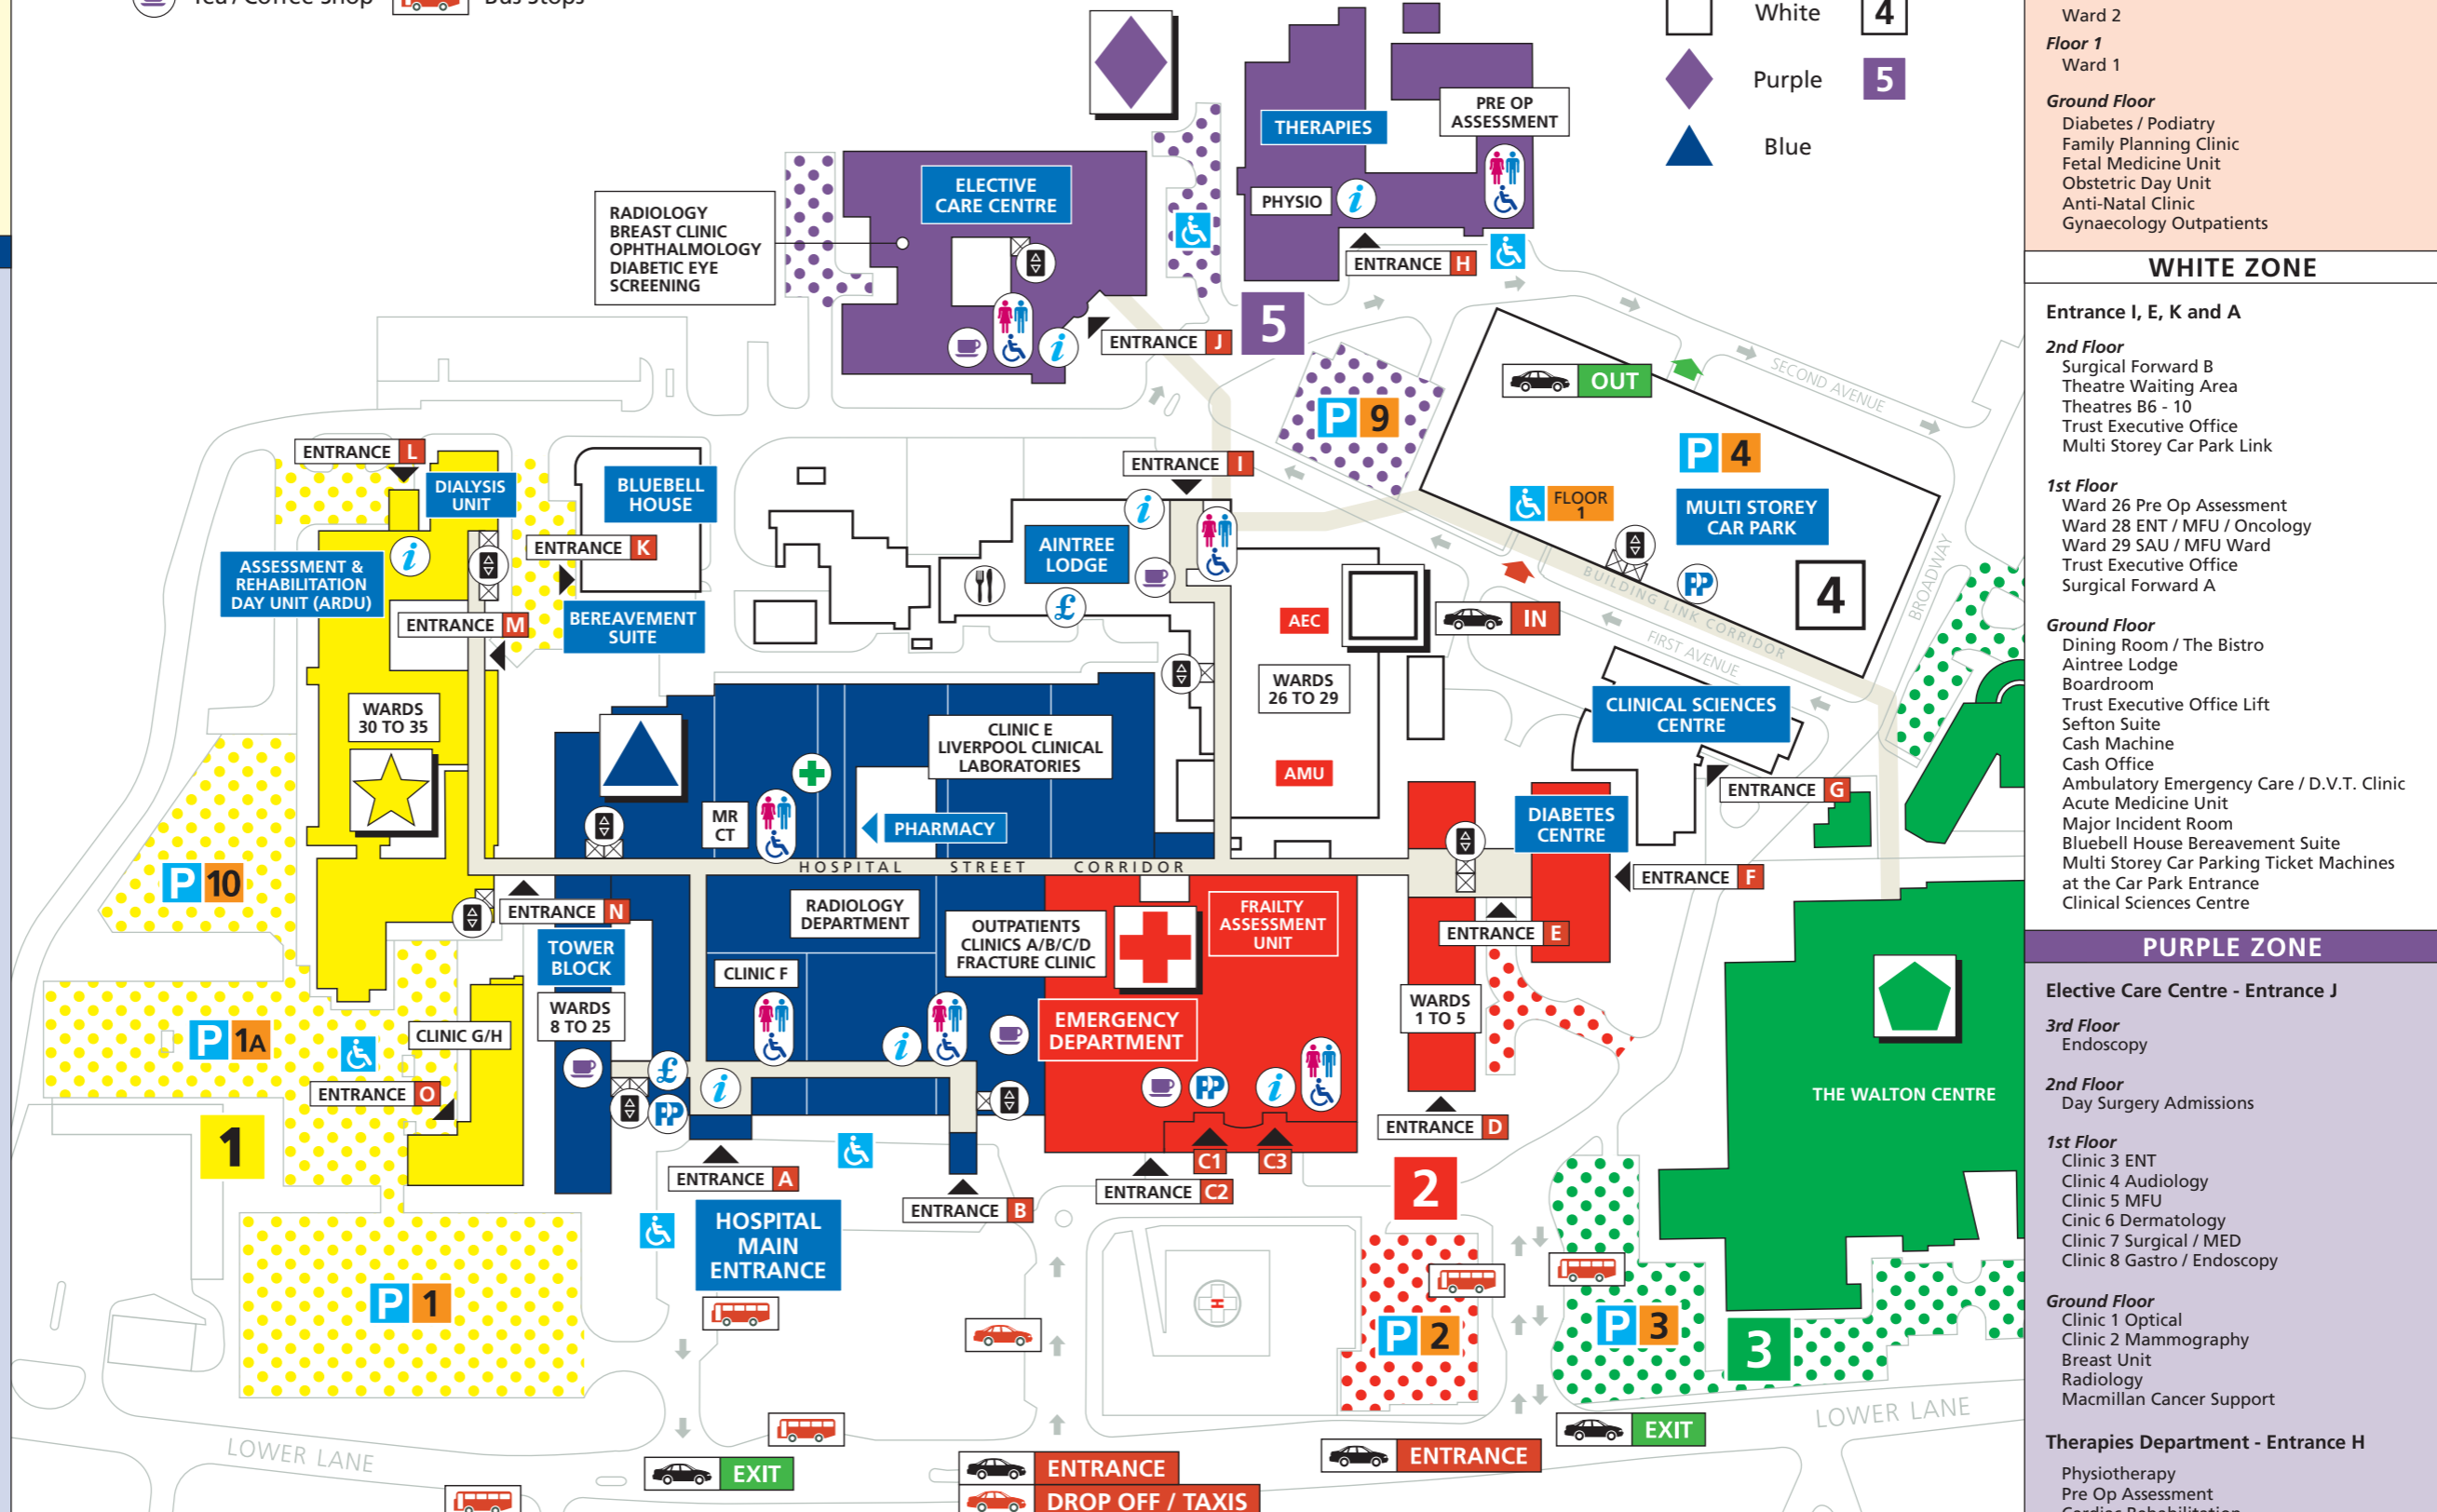 Tea / Coffee Shop
Bus Stops
White
4
Purple
5
Blue
THERAPIES
PRE OP
ASSESSMENT
PHYSIO
ENTRANCE H
ELECTIVE
CARE CENTRE
RADIOLOGY
BREAST CLINIC
OPHTHALMOLOGY
DIABETIC EYE
SCREENING
ENTRANCE J
5
OUT
SECOND AVENUE
P 9
P 4
FLOOR
1
MULTI STOREY
CAR PARK
4
BROADWAY
BUILDING LINK CORRIDOR
FIRST AVENUE
IN
ENTRANCE L
DIALYSIS
UNIT
BLUEBELL
HOUSE
ENTRANCE K
ASSESSMENT &
REHABILITATION
DAY UNIT (ARDU)
ENTRANCE M
BEREAVEMENT
SUITE
ENTRANCE I
AINTREE
LODGE
£
AEC
WARDS
26 TO 29
AMU
CLINICAL SCIENCES
CENTRE
ENTRANCE G
WARDS
30 TO 35
CLINIC E
LIVERPOOL CLINICAL
LABORATORIES
MR
CT
PHARMACY
DIABETES
CENTRE
HOSPITAL STREET CORRIDOR
ENTRANCE F
P 10
ENTRANCE N
RADIOLOGY
DEPARTMENT
OUTPATIENTS
CLINICS A/B/C/D
FRACTURE CLINIC
FRAILTY
ASSESSMENT
UNIT
ENTRANCE E
TOWER
BLOCK
CLINIC F
WARDS
8 TO 25
WARDS
1 TO 5
EMERGENCY
DEPARTMENT
P 1A
CLINIC G/H
ENTRANCE O
£
THE WALTON CENTRE
1
ENTRANCE A
ENTRANCE B
C1
C3
ENTRANCE C2
ENTRANCE D
2
HOSPITAL
MAIN
ENTRANCE
P 1
H
P 2
P 3
3
LOWER LANE
LOWER LANE
EXIT
ENTRANCE
DROP OFF / TAXIS
ENTRANCE
EXIT
Ward 2
Floor 1
Ward 1
Ground Floor
Diabetes / Podiatry
Family Planning Clinic
Fetal Medicine Unit
Obstetric Day Unit
Anti-Natal Clinic
Gynaecology Outpatients
WHITE ZONE
Entrance I, E, K and A
2nd Floor
Surgical Forward B
Theatre Waiting Area
Theatres B6 - 10
Trust Executive Office
Multi Storey Car Park Link
1st Floor
Ward 26 Pre Op Assessment
Ward 28 ENT / MFU / Oncology
Ward 29 SAU / MFU Ward
Trust Executive Office
Surgical Forward A
Ground Floor
Dining Room / The Bistro
Aintree Lodge
Boardroom
Trust Executive Office Lift
Sefton Suite
Cash Machine
Cash Office
Ambulatory Emergency Care / D.V.T. Clinic
Acute Medicine Unit
Major Incident Room
Bluebell House Bereavement Suite
Multi Storey Car Parking Ticket Machines
at the Car Park Entrance
Clinical Sciences Centre
PURPLE ZONE
Elective Care Centre - Entrance J
3rd Floor
Endoscopy
2nd Floor
Day Surgery Admissions
1st Floor
Clinic 3 ENT
Clinic 4 Audiology
Clinic 5 MFU
Cinic 6 Dermatology
Clinic 7 Surgical / MED
Clinic 8 Gastro / Endoscopy
Ground Floor
Clinic 1 Optical
Clinic 2 Mammography
Breast Unit
Radiology
Macmillan Cancer Support
Therapies Department - Entrance H
Physiotherapy
Pre Op Assessment
Cardiac Rehabilitation